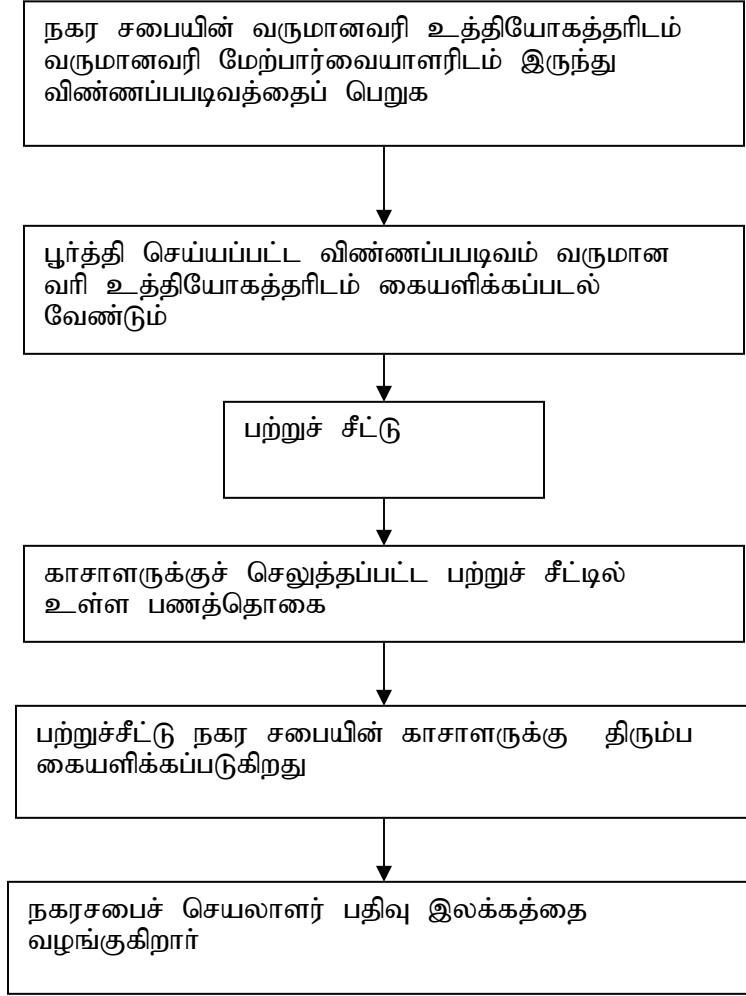 நகர சபையின் வருமானவரி உத்தியோகத்தரிடம்
வருமானவரி மேற்பார்வையாளரிடம் இருந்து
விண்ணப்பபடிவத்தைப் பெறுக
பூர்த்தி செய்யப்பட்ட விண்ணப்பபடிவம் வருமான
வரி உத்தியோகத்தரிடம் கையளிக்கப்படல்
வேண்டும்
பற்றுச் சீட்டு
காசாளருக்குச் செலுத்தப்பட்ட பற்றுச் சீட்டில்
உள்ள பணத்தொகை
பற்றுச்சீட்டு நகர சபையின் காசாளருக்கு திரும்ப
கையளிக்கப்படுகிறது
நகரசபைச் செயலாளர் பதிவு இலக்கத்தை
வழங்குகிறார்